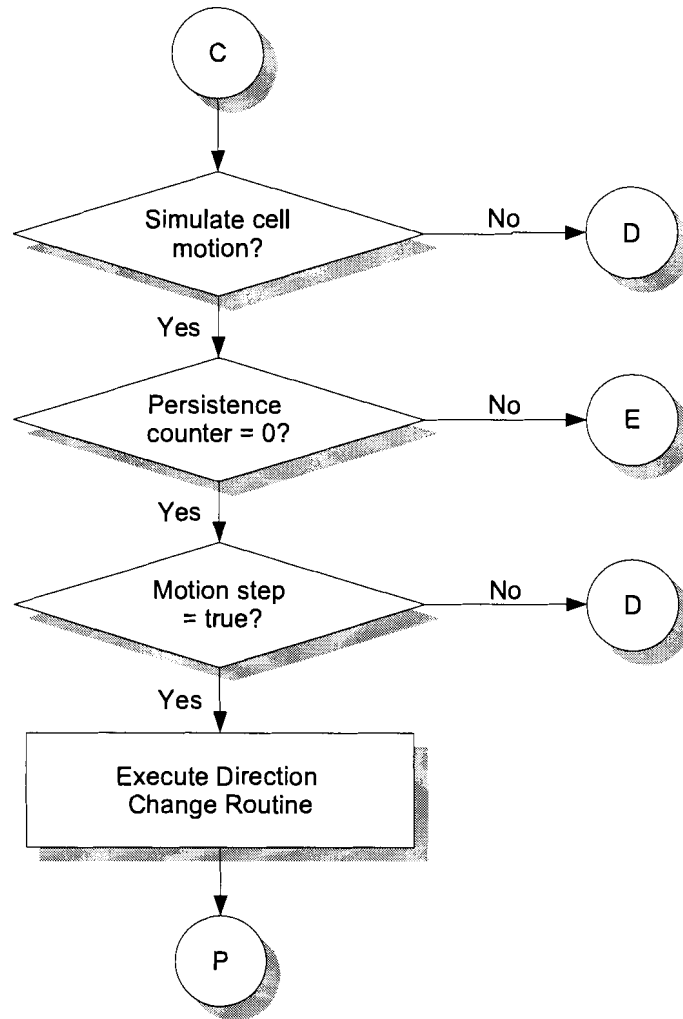 C
Simulate cell
motion?
No
D
Yes
Persistence
counter = 0?
No
E
Yes
Motion step
= true?
No
D
Yes
Execute Direction
Change Routine
P